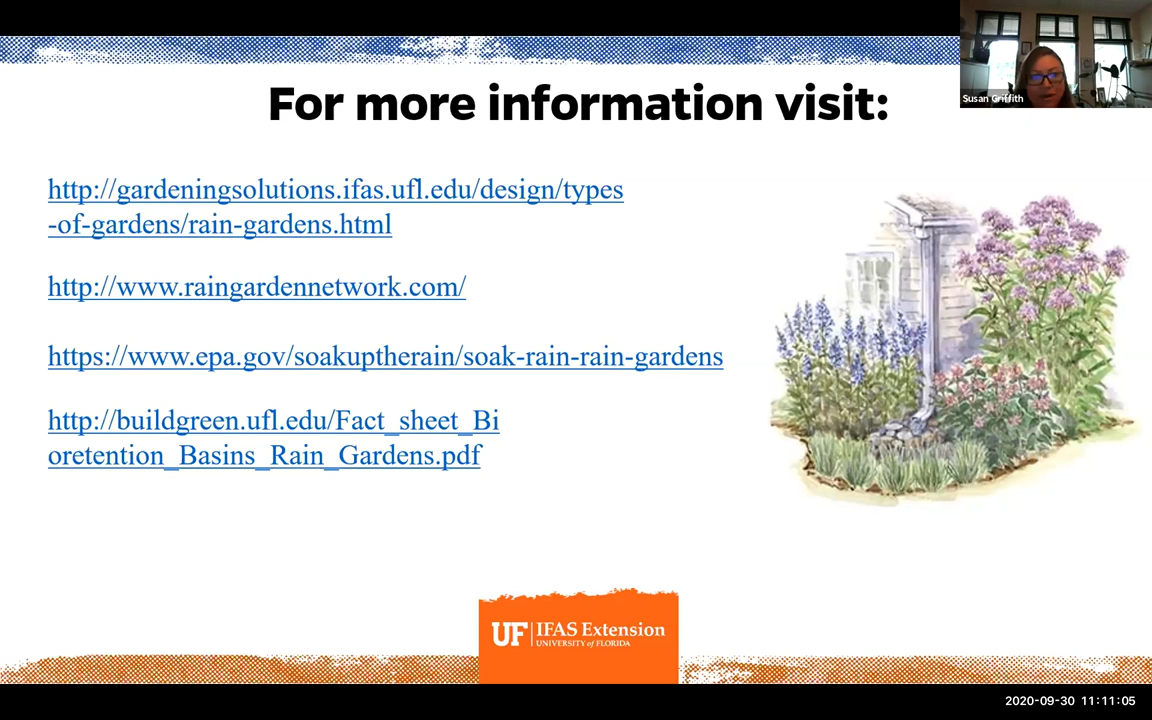 For more information visit:
Susan Griffith
http://gardeningsolutions.ifas.ufl.edu/design/types
-of-gardens/rain-gardens.html
http://www.raingardennetwork.com/
https://www.epa.gov/soakuptherain/soak-rain-rain-gardens
http://buildgreen.ufl.edu/Fact_sheet_Bi
oretention_Basins_Rain_Gardens.pdf
UF IFAS Extension
UNIVERSITY of FLORIDA
2020-09-30 11:11:05